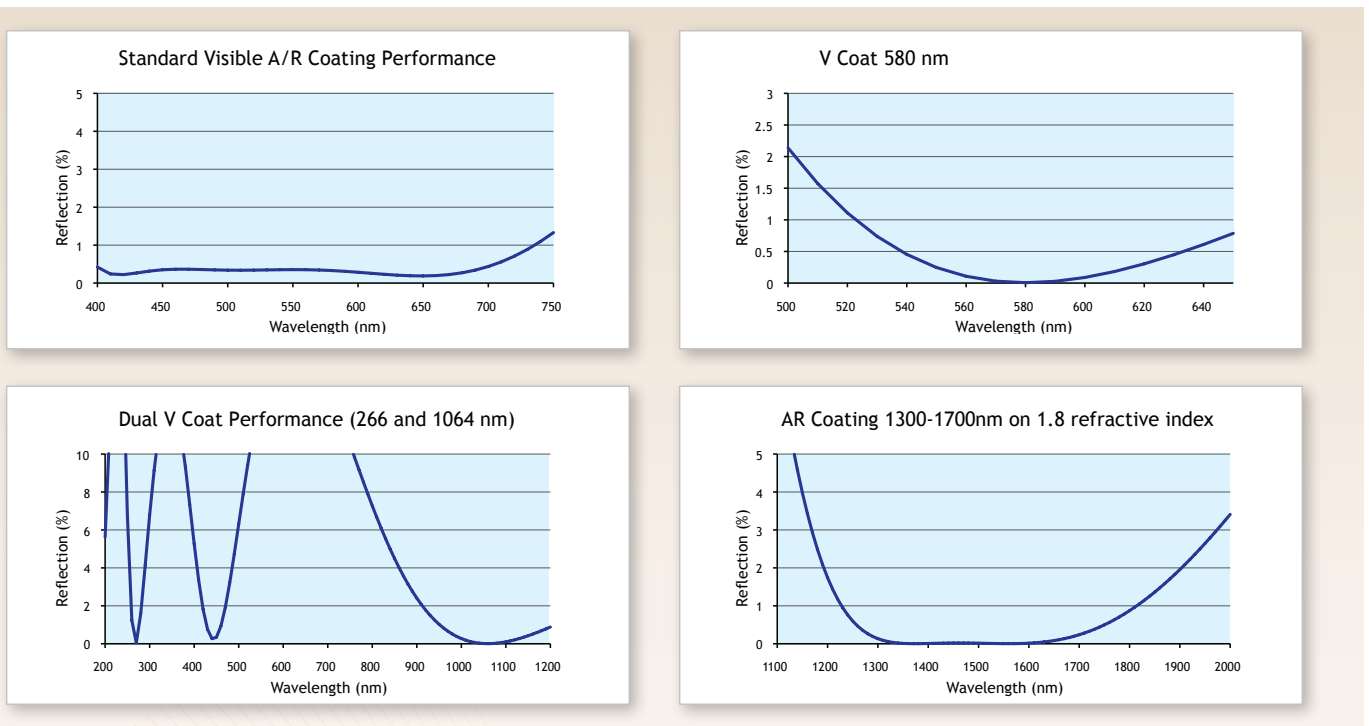 Standard Visible A/R Coating Performance
5
4
3
2
1
0
Reflection (%)
400 450 500 550 600 650 700 750
Wavelength (nm)
V Coat 580 nm
3
2.5
2
1.5
1
0.5
0
Reflection (%)
500 520 540 560 580 600 620 640
Wavelength (nm)
Dual V Coat Performance (266 and 1064 nm)
10
8
6
4
2
0
Reflection (%)
200 300 400 500 600 700 800 900 1000 1100 1200
Wavelength (nm)
AR Coating 1300-1700nm on 1.8 refractive index
5
4
3
2
1
0
Reflection (%)
1100 1200 1300 1400 1500 1600 1700 1800 1900 2000
Wavelength (nm)